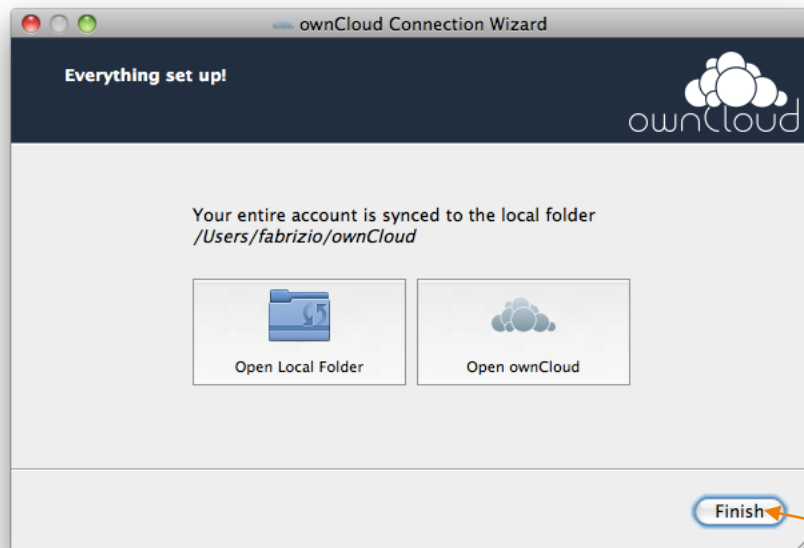 ownCloud Connection Wizard
Everything set up!
ownCloud
Your entire account is synced to the local folder
/Users/fabrizio/ownCloud
Open Local Folder
Open ownCloud
Finish